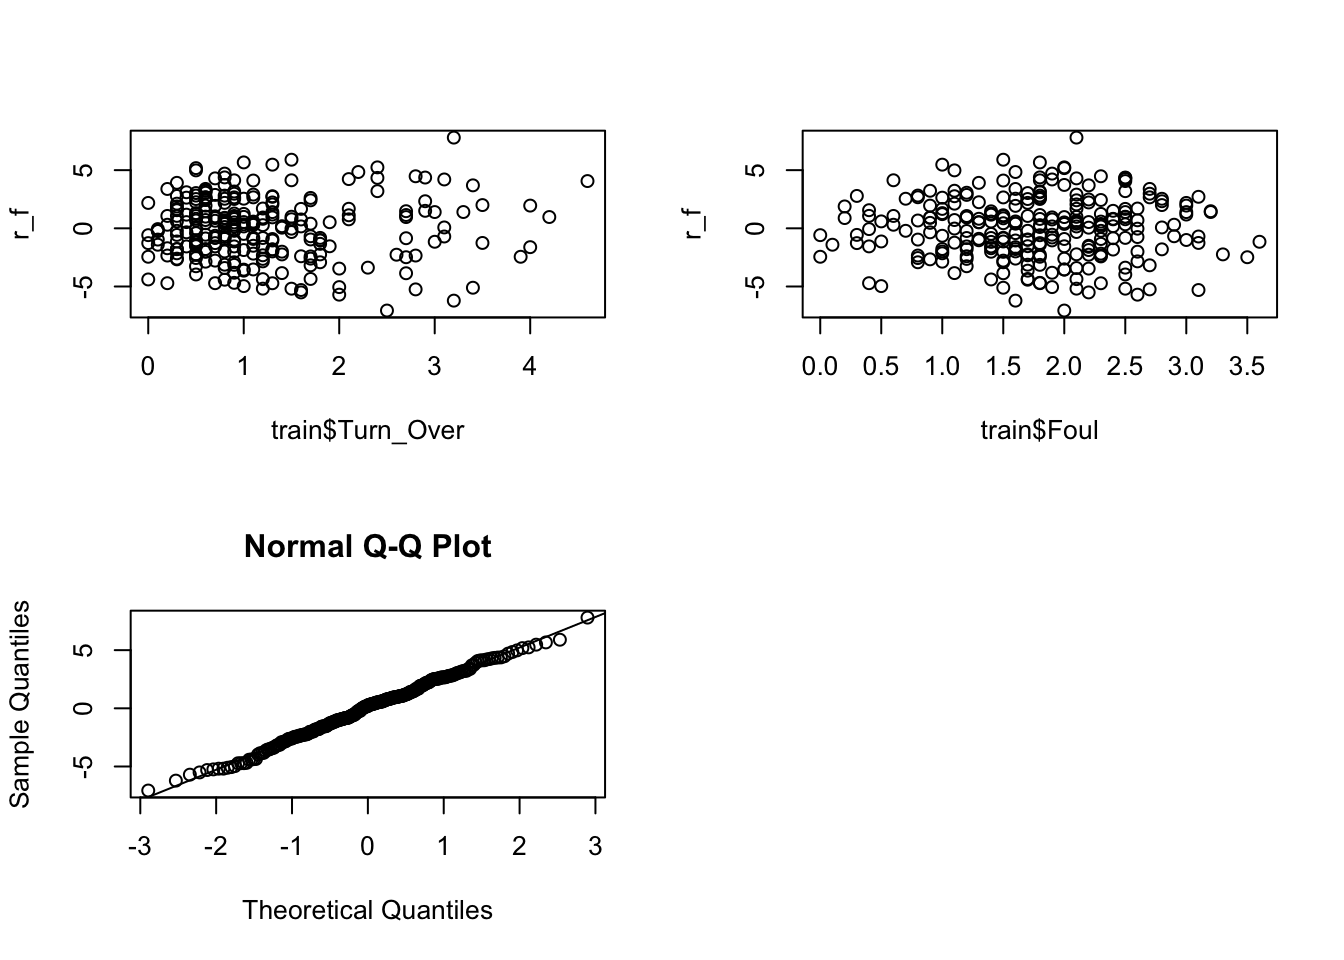 r_f
5
0
-5
0 1 2 3 4
train$Turn_Over
r_f
5
0
-5
0.0 0.5 1.0 1.5 2.0 2.5 3.0 3.5
train$Foul
Normal Q-Q Plot
Sample Quantiles
5
0
-5
-3 -2 -1 0 1 2 3
Theoretical Quantiles